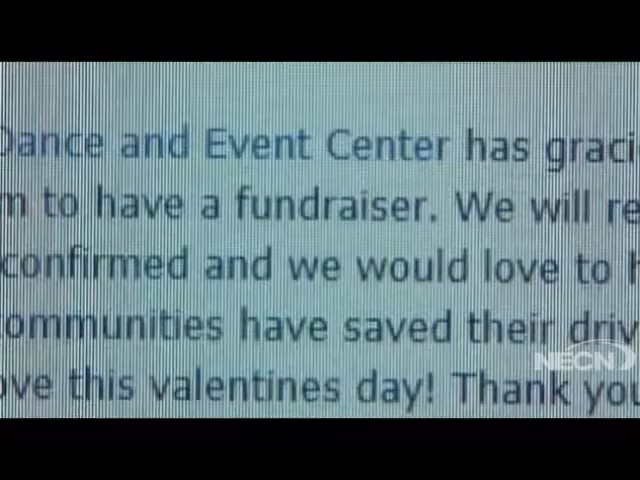 Dance and Event Center has graci
m to have a fundraiser. We will re
confirmed and we would love to h
ommunities have saved their driv
ove this valentines day! Thank you
NECN